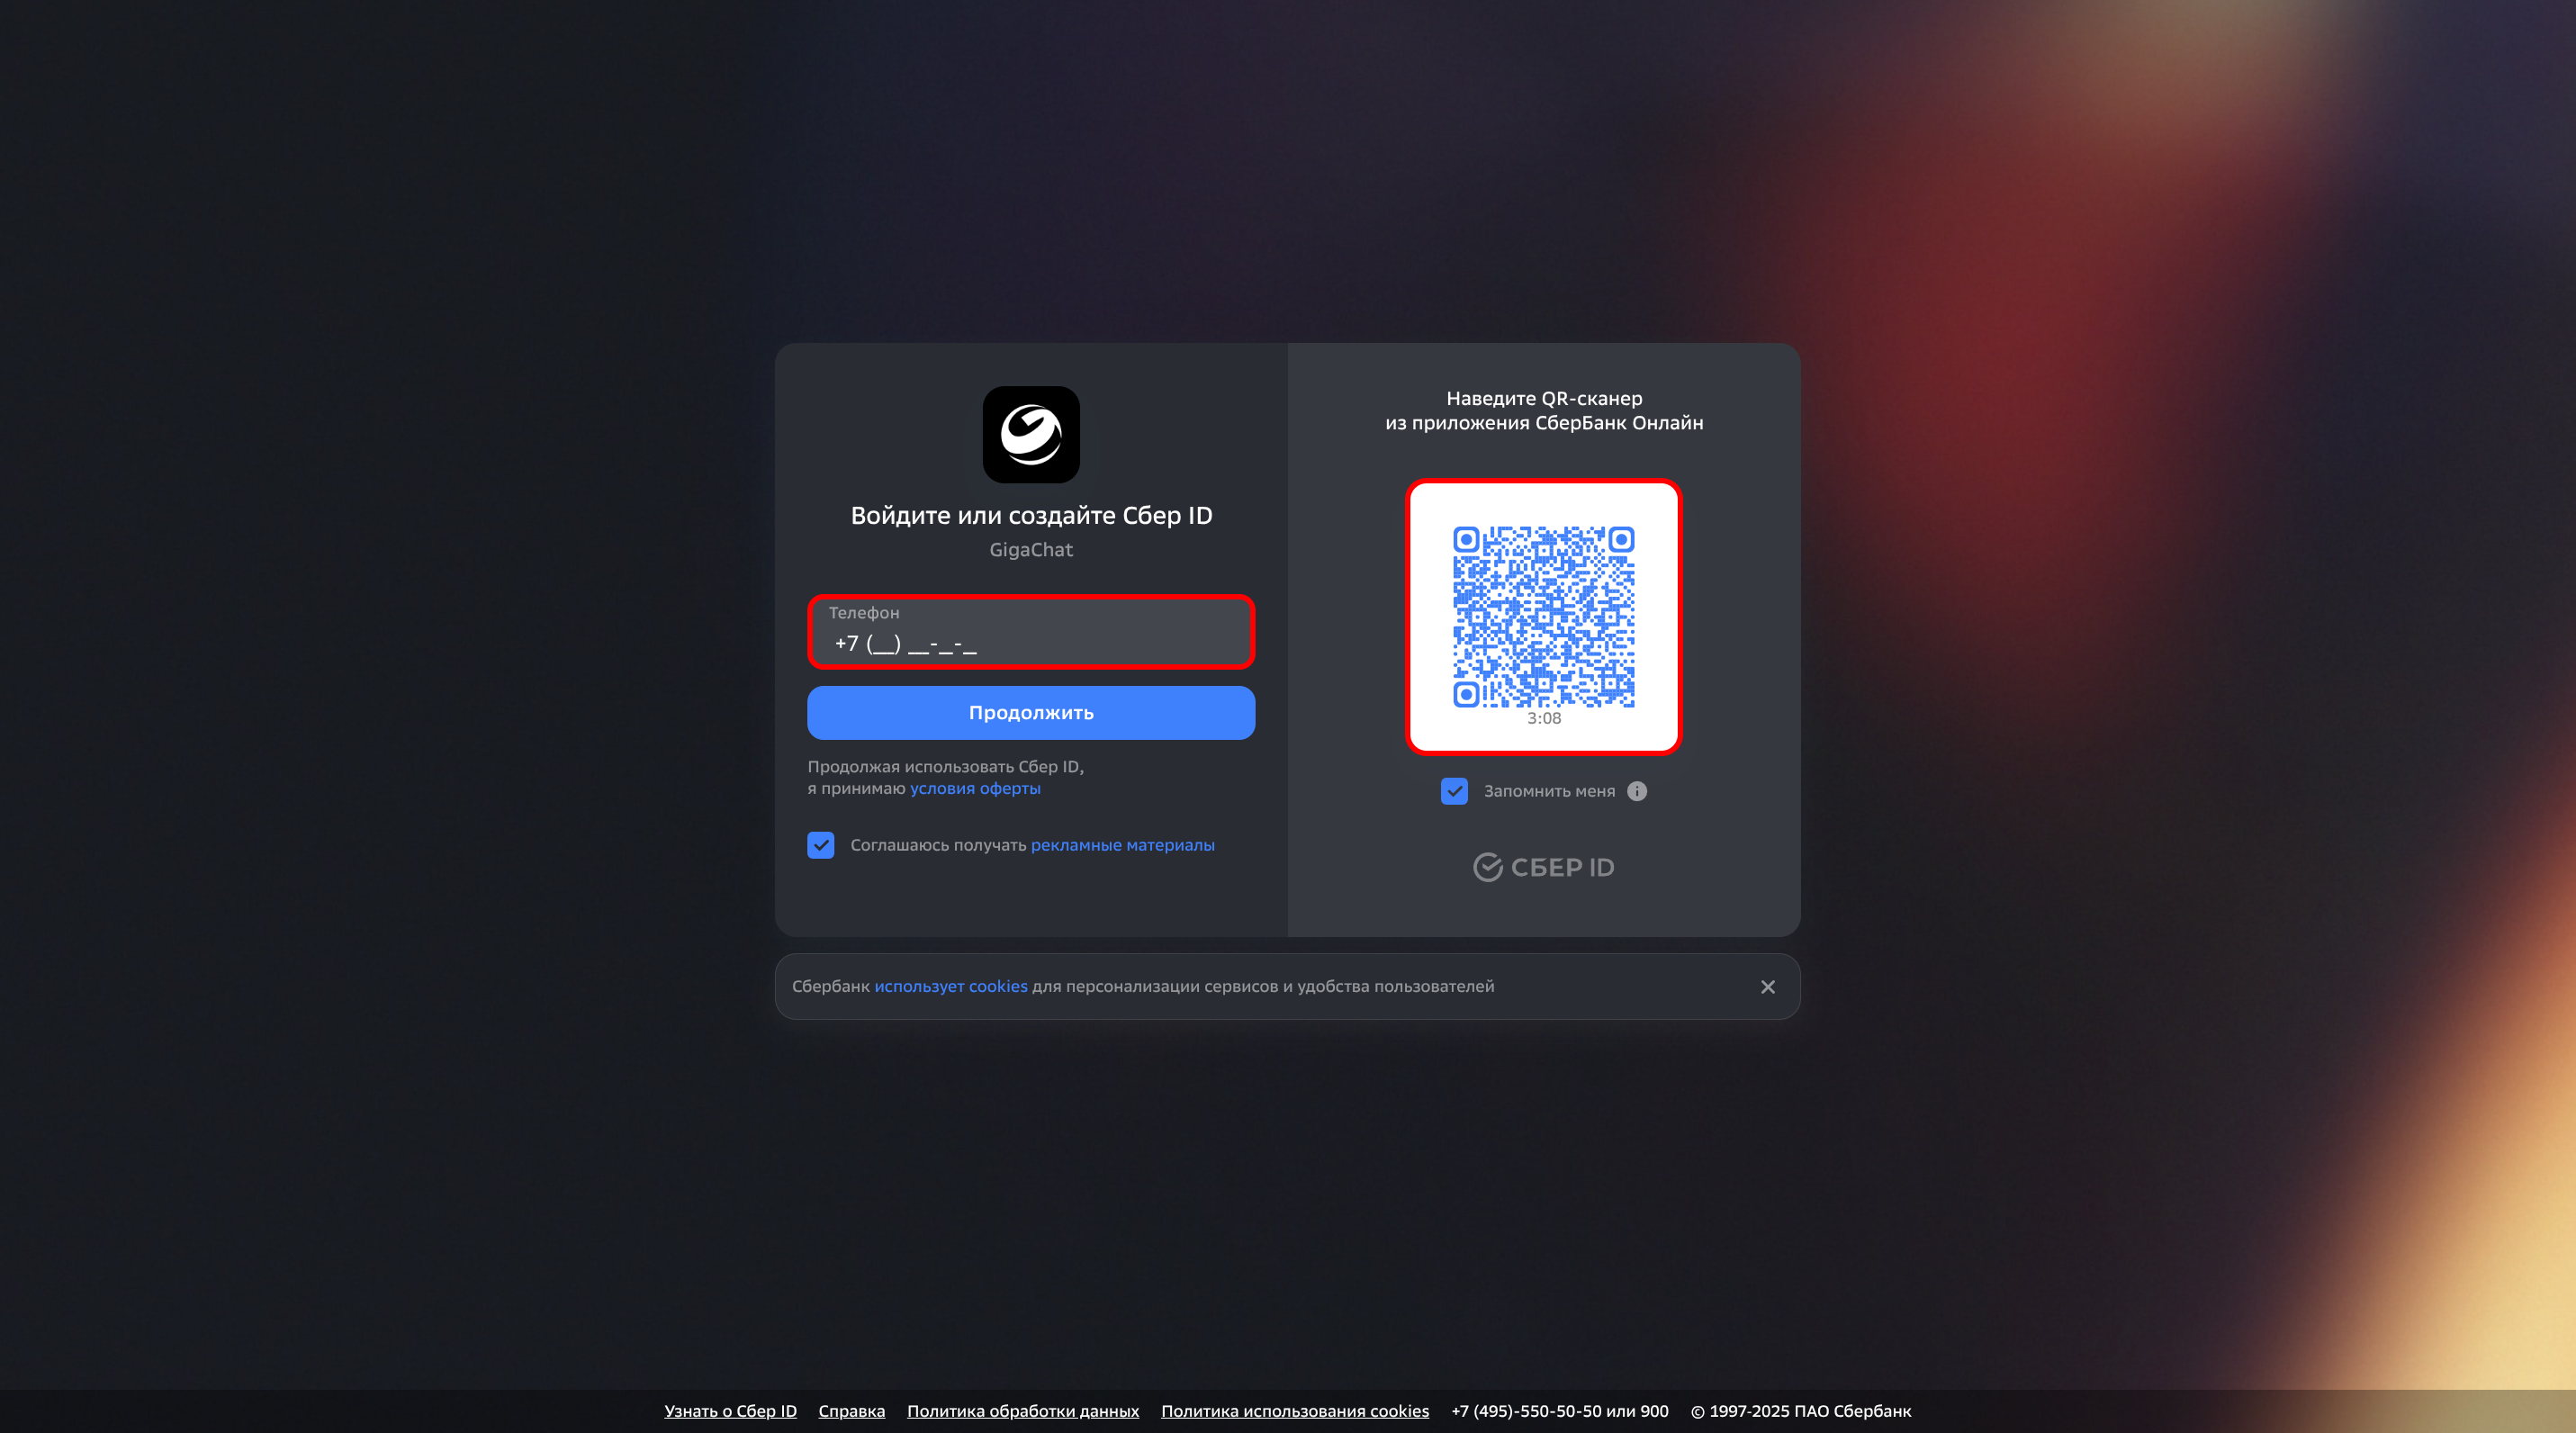 Войдите или создайте Сбер ID
GigaChat
Телефон
+7 (__) __-_-_
Продолжить
Продолжая использовать Сбер ID,
я принимаю условия оферты
Соглашаюсь получать рекламные материалы
Наведите QR-сканер
из приложения СберБанк Онлайн
3:08
Запомнить меня
СБЕР ID
Сбербанк использует cookies для персонализации сервисов и удобства пользователей
Узнать о Сбер ID Справка Политика обработки данных Политика использования cookies +7 (495)-550-50-50 или 900 © 1997-2025 ПАО Сбербанк